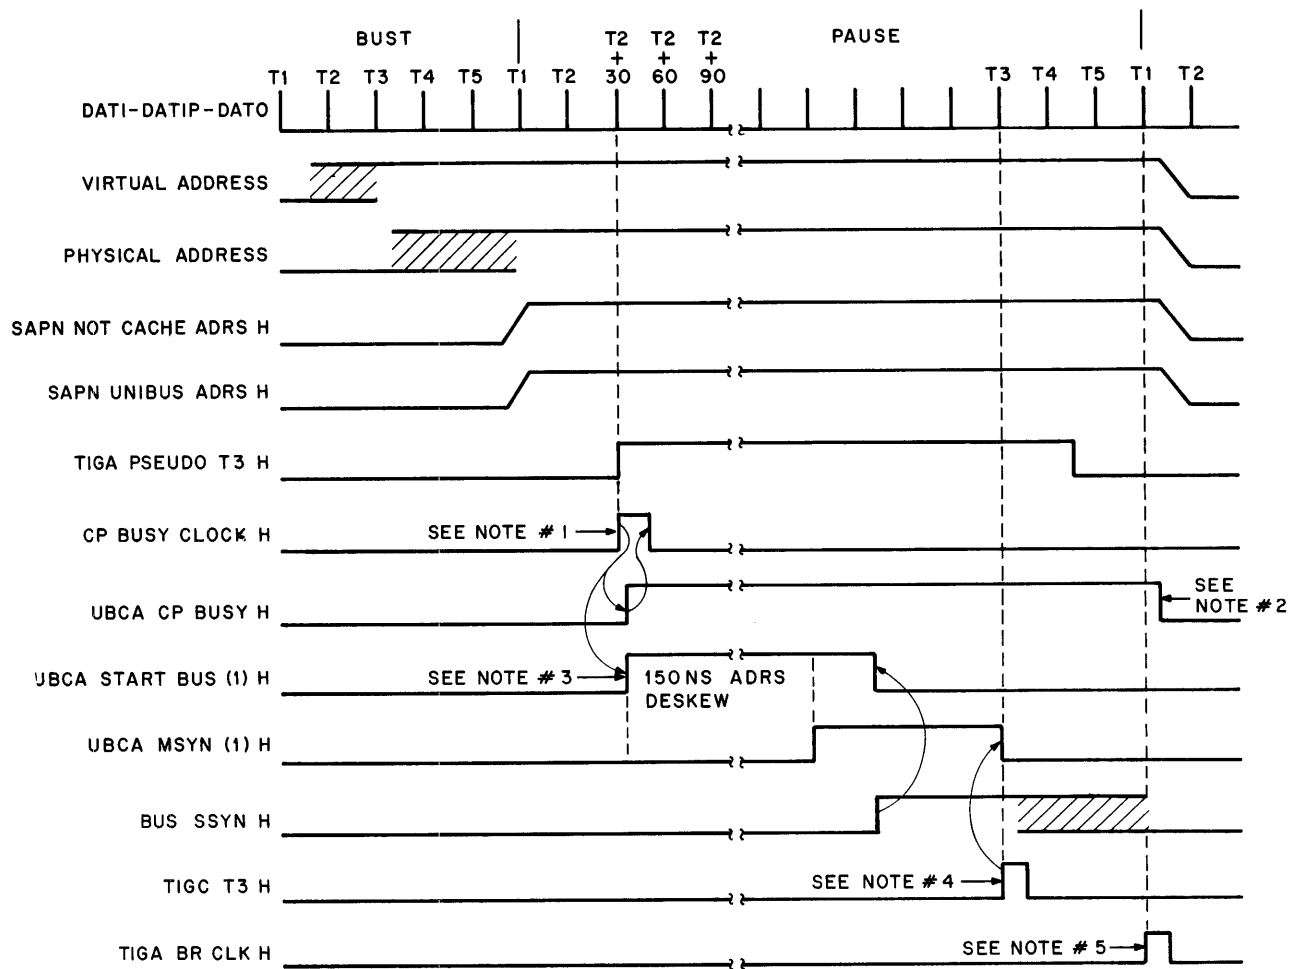 BUST
PAUSE
T1 T2 T3 T4 T5 T1 T2 T2 + 30 T2 + 60 T2 + 90 T3 T4 T5 T1 T2
DATI-DATIP-DATO
VIRTUAL ADDRESS
PHYSICAL ADDRESS
SAPN NOT CACHE ADRS H
SAPN UNIBUS ADRS H
TIGA PSEUDO T3 H
CP BUSY CLOCK H
SEE NOTE #1
UBCA CP BUSY H
SEE
NOTE #2
UBCA START BUS (1) H
SEE NOTE #3
150NS ADRS
DESKEW
UBCA MSYN (1) H
BUS SSYN H
TIGC T3 H
SEE NOTE #4
TIGA BR CLK H
SEE NOTE #5